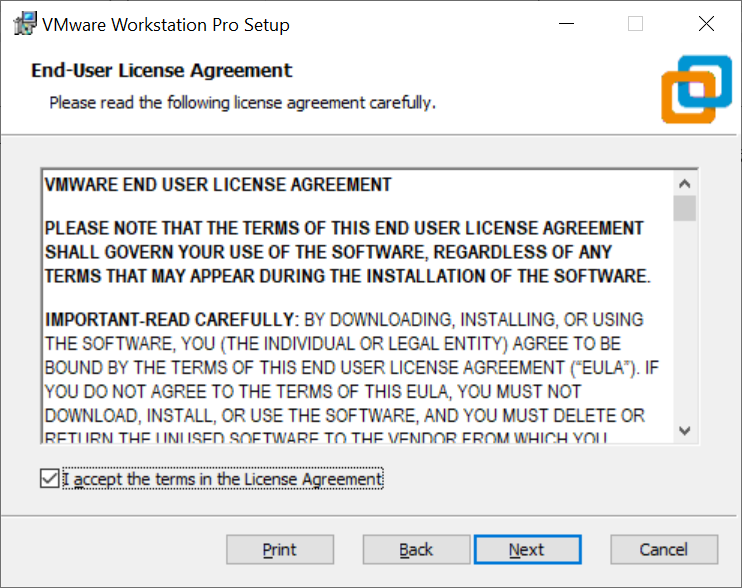 VMware Workstation Pro Setup
End-User License Agreement
Please read the following license agreement carefully.
VMWARE END USER LICENSE AGREEMENT
PLEASE NOTE THAT THE TERMS OF THIS END USER LICENSE AGREEMENT
SHALL GOVERN YOUR USE OF THE SOFTWARE, REGARDLESS OF ANY
TERMS THAT MAY APPEAR DURING THE INSTALLATION OF THE SOFTWARE.
IMPORTANT-READ CAREFULLY: BY DOWNLOADING, INSTALLING, OR USING
THE SOFTWARE, YOU (THE INDIVIDUAL OR LEGAL ENTITY) AGREE TO BE
BOUND BY THE TERMS OF THIS END USER LICENSE AGREEMENT (“EULA”). IF
YOU DO NOT AGREE TO THE TERMS OF THIS EULA, YOU MUST NOT
DOWNLOAD, INSTALL, OR USE THE SOFTWARE, AND YOU MUST DELETE OR
RETURN THE UNUSED SOFTWARE TO THE VENDOR FROM WHICH YOU
I accept the terms in the License Agreement
Print
Back
Next
Cancel